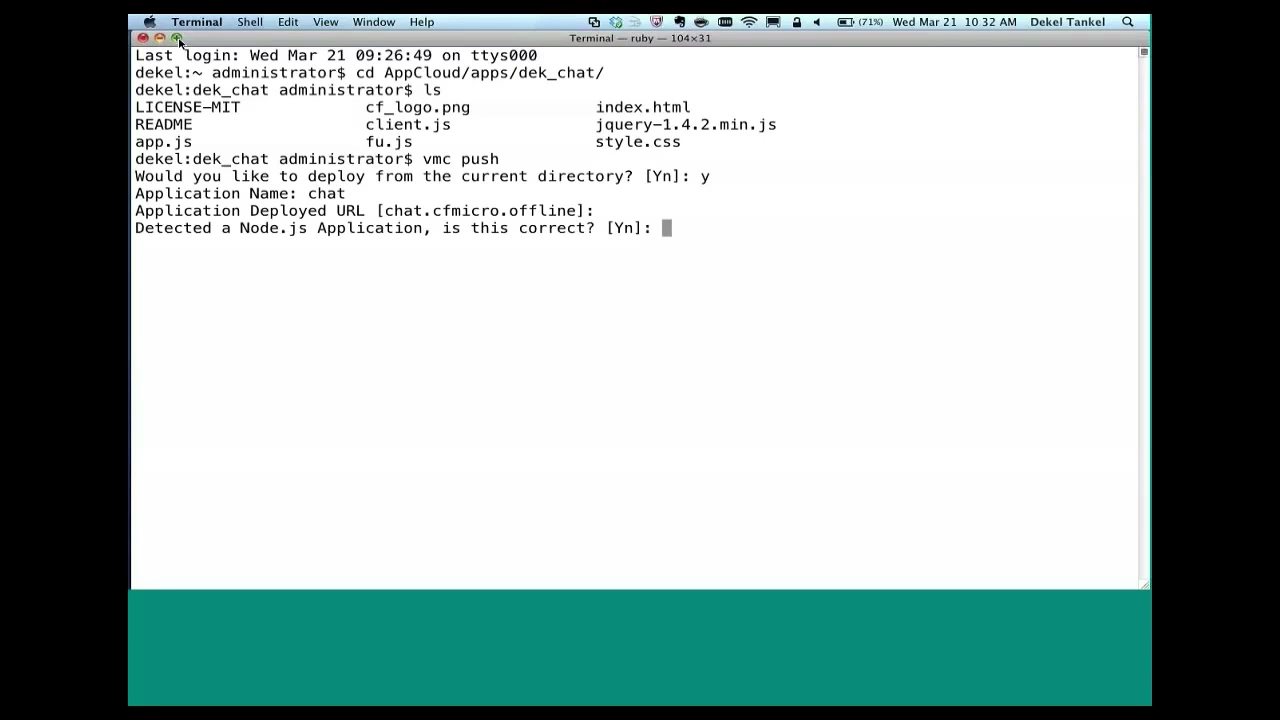 Terminal Shell Edit View Window Help (71%) Wed Mar 21 10:32 AM Dekel Tankel
Terminal — ruby — 104×31
Last login: Wed Mar 21 09:26:49 on ttys000
dekel:~ administrator$ cd AppCloud/apps/dek_chat/
dekel:dek_chat administrator$ ls
LICENSE-MIT cf_logo.png index.html
README client.js jquery-1.4.2.min.js
app.js fu.js style.css
dekel:dek_chat administrator$ vmc push
Would you like to deploy from the current directory? [Yn]: y
Application Name: chat
Application Deployed URL [chat.cfmicro.offline]:
Detected a Node.js Application, is this correct? [Yn]: